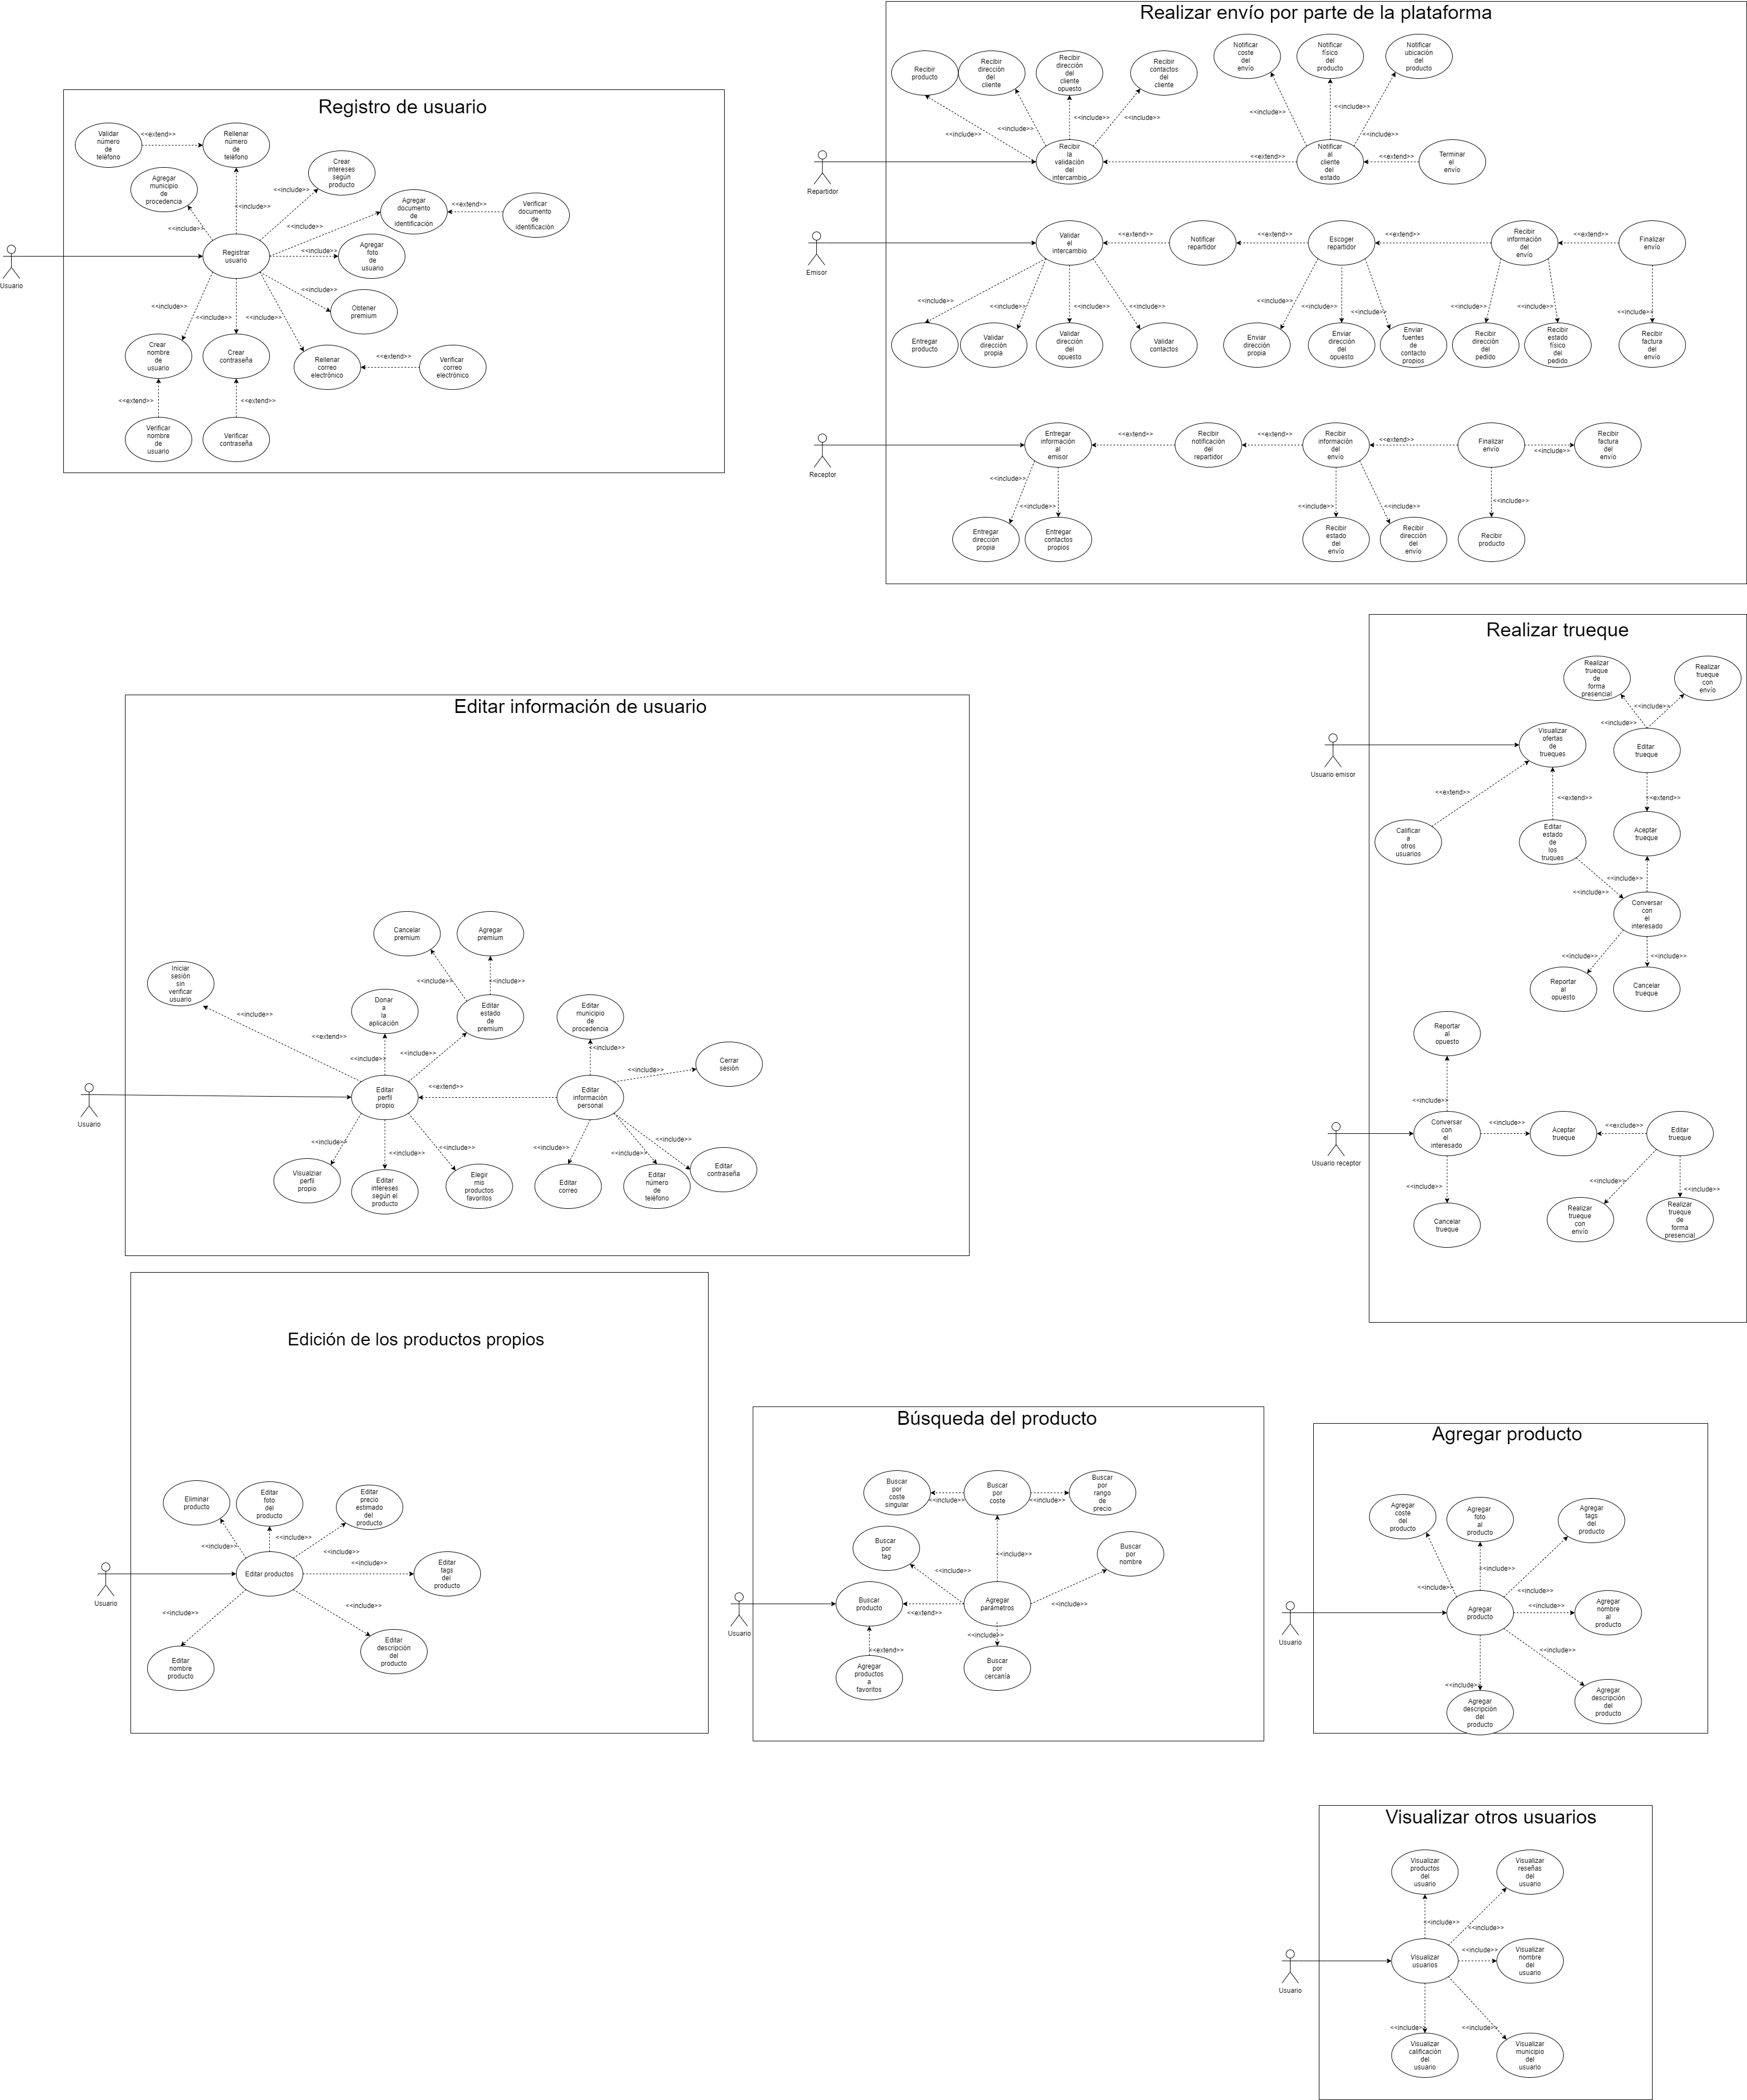 Registro de usuario
Validar
número
de
teléfono
<<extend>>
Rellenar
número
de
teléfono
Agregar
municipio
de
procedencia
<<include>>
<<include>>
Crear
intereses
según
producto
<<include>>
Agregar
documento
de
identificación
<<include>>
<<extend>>
Verificar
documento
de
identificación
Usuario
Registrar
usuario
<<include>>
Agregar
foto
de
usuario
<<include>>
Obtener
premium
<<include>>
<<include>>
<<include>>
Crear
nombre
de
usuario
Crear
contraseña
Rellenar
correo
electrónico
<<extend>>
Verificar
correo
electrónico
<<extend>>
<<extend>>
Verificar
nombre
de
usuario
Verificar
contraseña
Realizar envío por parte de la plataforma
Recibir
producto
Recibir
dirección
del
cliente
Recibir
dirección
del
cliente
opuesto
Recibir
contactos
del
cliente
Notificar
coste
del
envío
Notificar
físico
del
producto
Notificar
ubicación
del
producto
<<include>>
<<include>>
<<include>>
<<include>>
<<include>>
<<include>>
<<include>>
Repartidor
Recibir
la
validación
del
intercambio
<<extend>>
Notificar
al
cliente
del
estado
<<extend>>
Terminar
el
envío
Emisor
Validar
el
intercambio
<<extend>>
Notificar
repartidor
<<extend>>
Escoger
repartidor
<<extend>>
Recibir
información
del
envío
<<extend>>
Finalizar
envío
<<include>>
<<include>>
<<include>>
<<include>>
<<include>>
<<include>>
<<include>>
<<include>>
<<include>>
<<include>>
Entregar
producto
Validar
dirección
propia
Validar
dirección
del
opuesto
Validar
contactos
Enviar
dirección
propia
Enviar
dirección
del
opuesto
Enviar
fuentes
de
contacto
propios
Recibir
dirección
del
pedido
Recibir
estado
físico
del
pedido
Recibir
factura
del
envío
Receptor
Entregar
información
al
emisor
<<extend>>
Recibir
notificación
del
repartidor
<<extend>>
Recibir
información
del
envío
<<extend>>
Finalizar
envío
<<include>>
Recibir
factura
del
envío
<<include>>
<<include>>
<<include>>
<<include>>
<<include>>
Entregar
dirección
propia
Entregar
contactos
propios
Recibir
estado
del
envío
Recibir
dirección
del
envío
Recibir
producto
Realizar trueque
Realizar
trueque
de
forma
presencial
Realizar
trueque
con
envío
<<include>>
<<include>>
Usuario emisor
Visualizar
ofertas
de
trueques
Editar
trueque
<<extend>>
<<extend>>
<<extend>>
Calificar
a
otros
usuarios
Editar
estado
de
los
truques
Aceptar
trueque
<<include>>
<<include>>
Conversar
con
el
interesado
<<include>>
<<include>>
Reportar
al
opuesto
Cancelar
trueque
Reportar
al
opuesto
<<include>>
Usuario receptor
Conversar
con
el
interesado
<<include>>
Aceptar
trueque
<<exclude>>
Editar
trueque
<<include>>
<<include>>
<<include>>
Cancelar
trueque
Realizar
trueque
con
envío
Realizar
trueque
de
forma
presencial
Editar información de usuario
Cancelar
premium
Agregar
premium
Iniciar
sesión
sin
verificar
usuario
<<include>>
<<include>>
<<include>>
Donar
a
la
aplicación
Editar
estado
de
premium
Editar
municipio
de
procedencia
<<extend>>
<<include>>
<<include>>
<<include>>
<<include>>
Cerrar
sesión
Usuario
Editar
perfil
propio
<<extend>>
Editar
información
personal
<<include>>
<<include>>
<<include>>
<<include>>
<<include>>
<<include>>
Visualziar
perfil
propio
Editar
intereses
según el
producto
Elegir
mis
productos
favoritos
Editar
correo
Editar
número
de
teléfono
Editar
contraseña
Edición de los productos propios
Eliminar
producto
Editar
foto
del
producto
Editar
precio
estimado
del
producto
<<include>>
<<include>>
<<include>>
Usuario
Editar productos
<<include>>
Editar
tags
del
producto
<<include>>
<<include>>
Editar
nombre
producto
Editar
descripción
del
producto
Búsqueda del producto
Buscar
por
coste
singular
<<include>>
Buscar
por
coste
<<include>>
Buscar
por
rango
de
precio
Buscar
por
tag
<<include>>
<<include>>
Buscar
por
nombre
<<include>>
Usuario
Buscar
producto
<<extend>>
Agregar
parámetros
<<extend>>
<<include>>
Agregar
productos
a
favoritos
Buscar
por
cercanía
Agregar producto
Agregar
coste
del
producto
Agregar
foto
al
producto
Agregar
tags
del
producto
<<include>>
<<include>>
<<include>>
Usuario
Agregar
producto
<<include>>
Agregar
nombre
al
producto
<<include>>
<<include>>
Agregar
descripción
del
producto
Agregar
descripción
del
producto
Visualizar otros usuarios
Visualizar
productos
del
usuario
Visualizar
reseñas
del
usuario
<<include>>
<<include>>
Usuario
Visualizar
usuarios
<<include>>
Visualizar
nombre
del
usuario
<<include>>
<<include>>
Visualizar
calificación
del
usuario
Visualizar
municipio
del
usuario